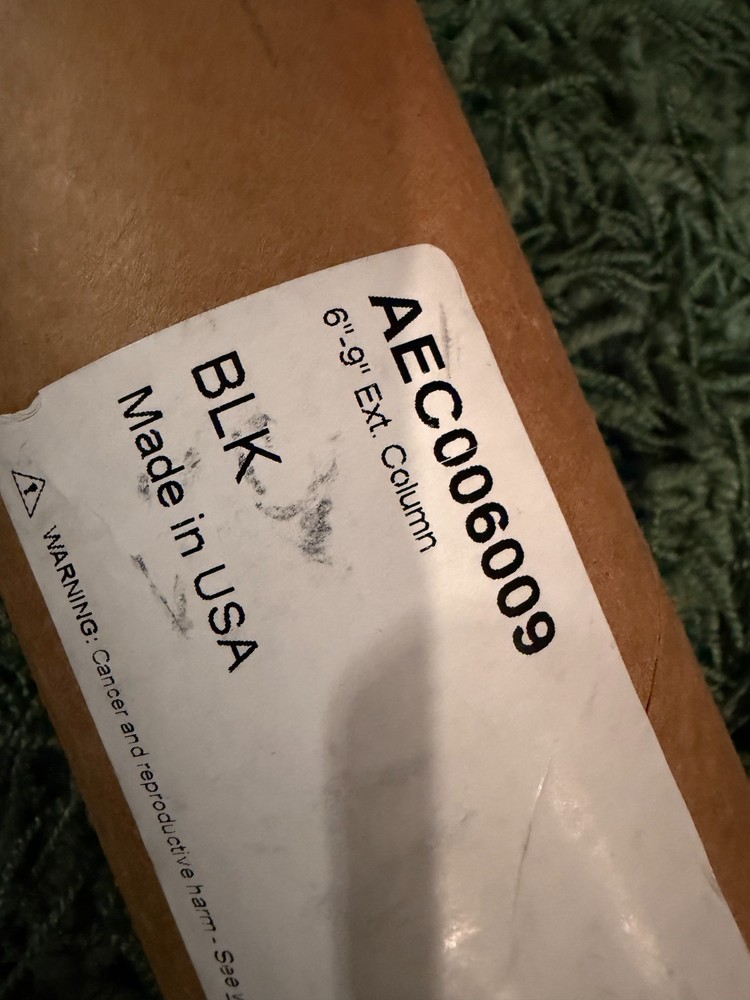 AEC006009
6"-9" Ext. Column
BLK
Made in USA
WARNING: Cancer and reproductive harm - See